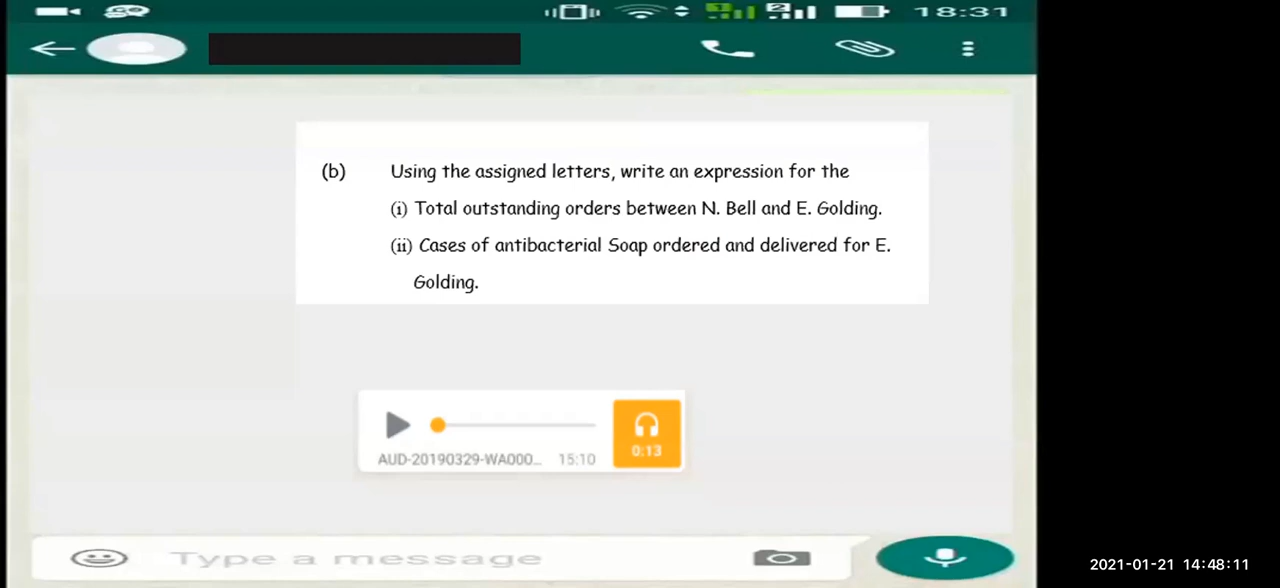 18:31
(b) Using the assigned letters, write an expression for the
(i) Total outstanding orders between N. Bell and E. Golding.
(ii) Cases of antibacterial Soap ordered and delivered for E.
Golding.
0:13
AUD-20190329-WA000... 15:10
Type a message
2021-01-21 14:48:11